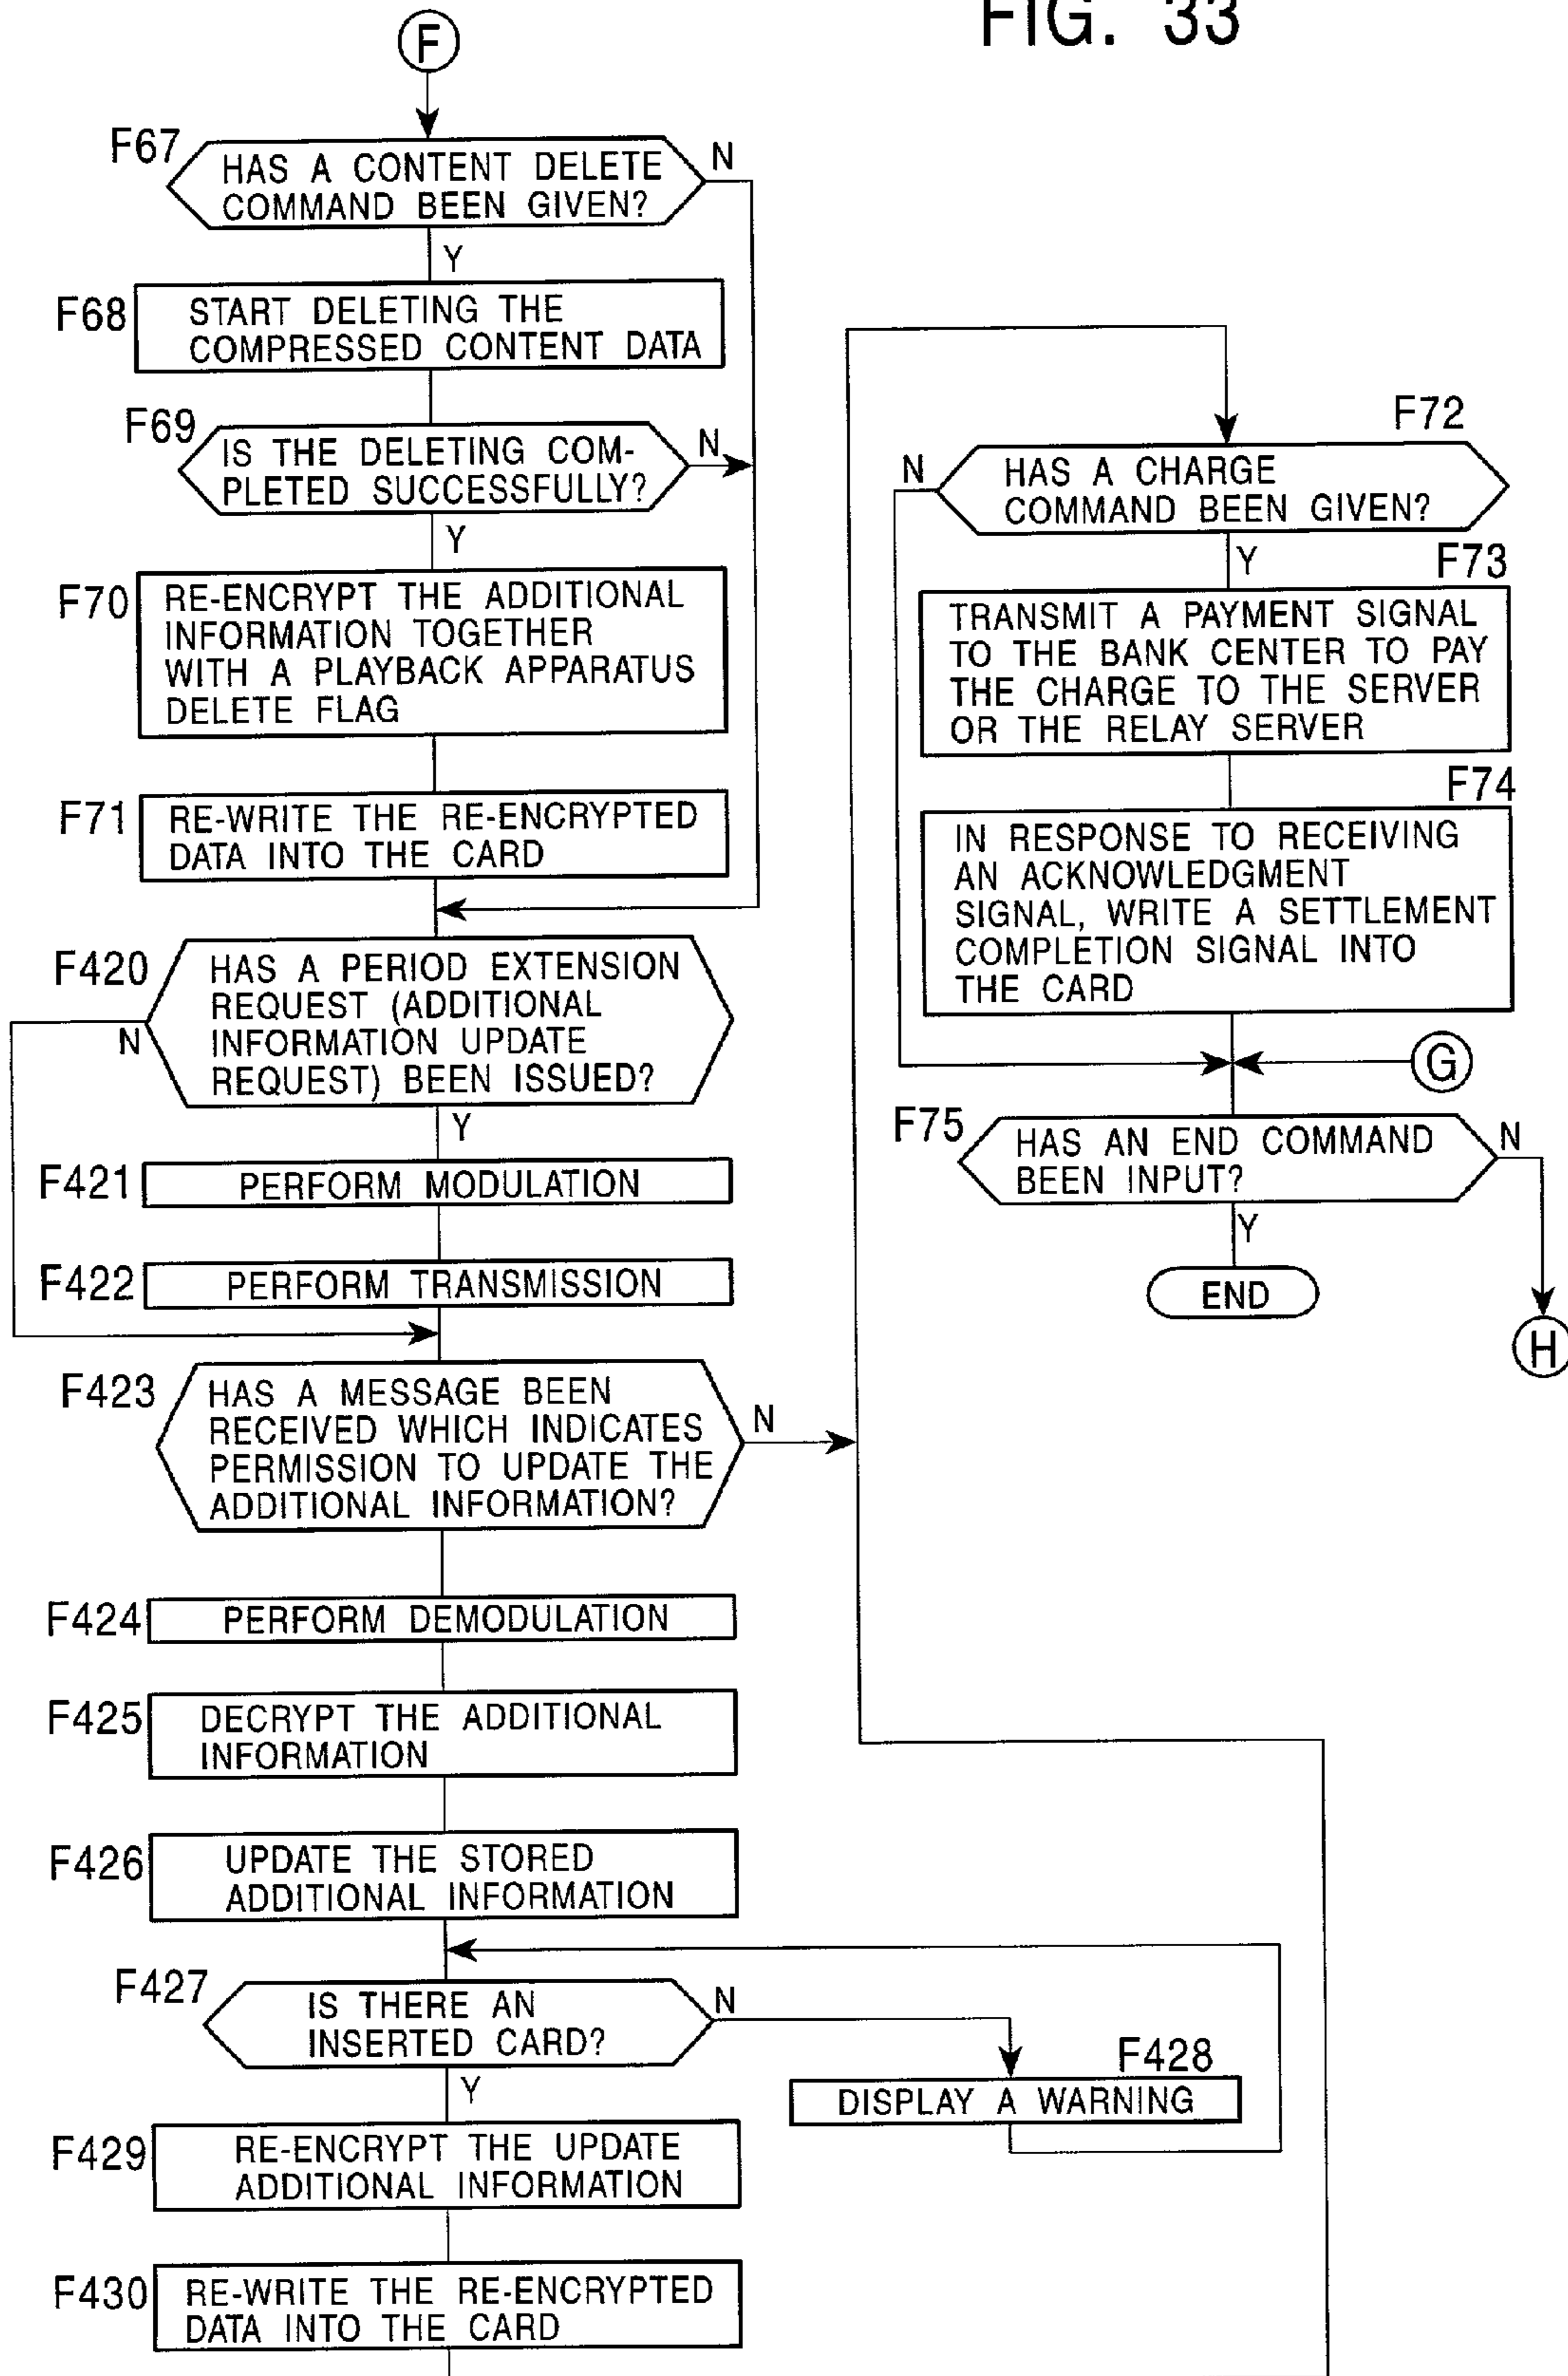 FIG. 33
F
F67
HAS A CONTENT DELETE
COMMAND BEEN GIVEN?
N
Y
F68
START DELETING THE
COMPRESSED CONTENT DATA
F69
IS THE DELETING COM-
PLETED SUCCESSFULLY?
N
Y
F70
RE-ENCRYPT THE ADDITIONAL
INFORMATION TOGETHER
WITH A PLAYBACK APPARATUS
DELETE FLAG
F71
RE-WRITE THE RE-ENCRYPTED
DATA INTO THE CARD
F420
HAS A PERIOD EXTENSION
REQUEST (ADDITIONAL
INFORMATION UPDATE
REQUEST) BEEN ISSUED?
N
Y
F421
PERFORM MODULATION
F422
PERFORM TRANSMISSION
F423
HAS A MESSAGE BEEN
RECEIVED WHICH INDICATES
PERMISSION TO UPDATE THE
ADDITIONAL INFORMATION?
N
F424
PERFORM DEMODULATION
F425
DECRYPT THE ADDITIONAL
INFORMATION
F426
UPDATE THE STORED
ADDITIONAL INFORMATION
F427
IS THERE AN
INSERTED CARD?
N
Y
F428
DISPLAY A WARNING
F429
RE-ENCRYPT THE UPDATE
ADDITIONAL INFORMATION
F430
RE-WRITE THE RE-ENCRYPTED
DATA INTO THE CARD
F72
HAS A CHARGE
COMMAND BEEN GIVEN?
N
Y
F73
TRANSMIT A PAYMENT SIGNAL
TO THE BANK CENTER TO PAY
THE CHARGE TO THE SERVER
OR THE RELAY SERVER
F74
IN RESPONSE TO RECEIVING
AN ACKNOWLEDGMENT
SIGNAL, WRITE A SETTLEMENT
COMPLETION SIGNAL INTO
THE CARD
G
F75
HAS AN END COMMAND
BEEN INPUT?
N
Y
END
H